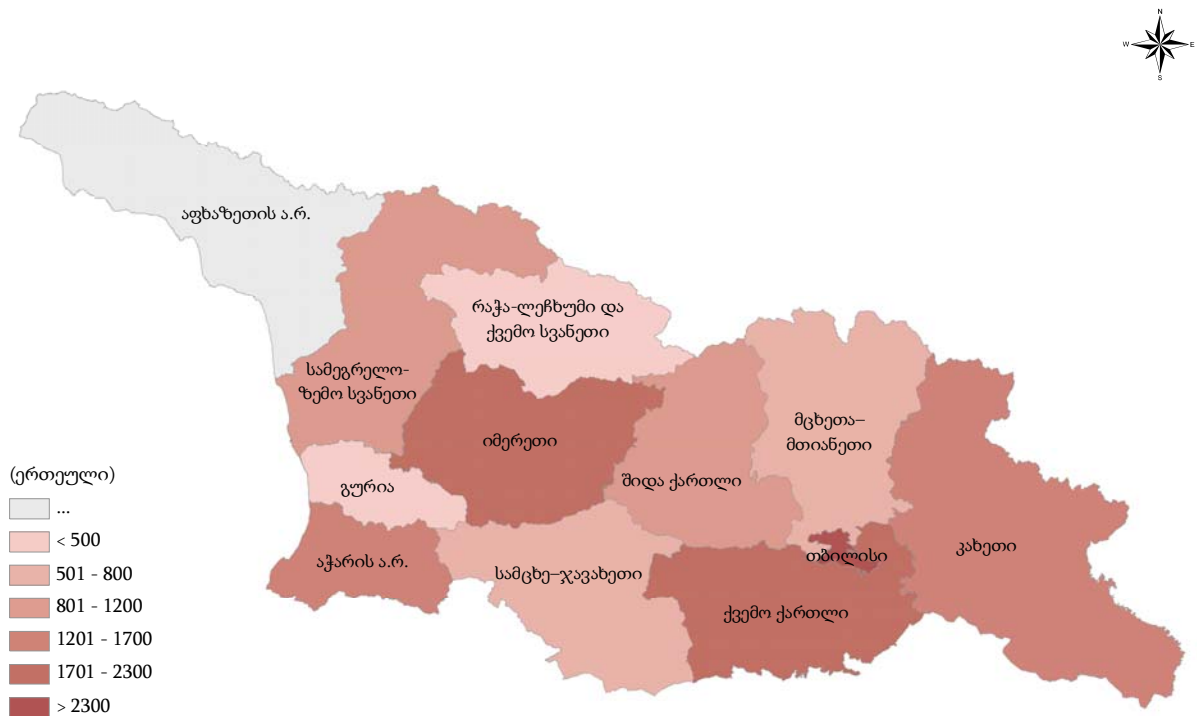 N
W E
S
აფხაზეთის ა.რ.
რაჭა-ლეჩხუმი და
ქვემო სვანეთი
სამეგრელო-
ზემო სვანეთი
იმერეთი
მცხეთა–
მთიანეთი
შიდა ქართლი
გურია
აჭარის ა.რ.
სამცხე–ჯავახეთი
თბილისი
კახეთი
ქვემო ქართლი
(ერთეული)
...
< 500
501 - 800
801 - 1200
1201 - 1700
1701 - 2300
> 2300